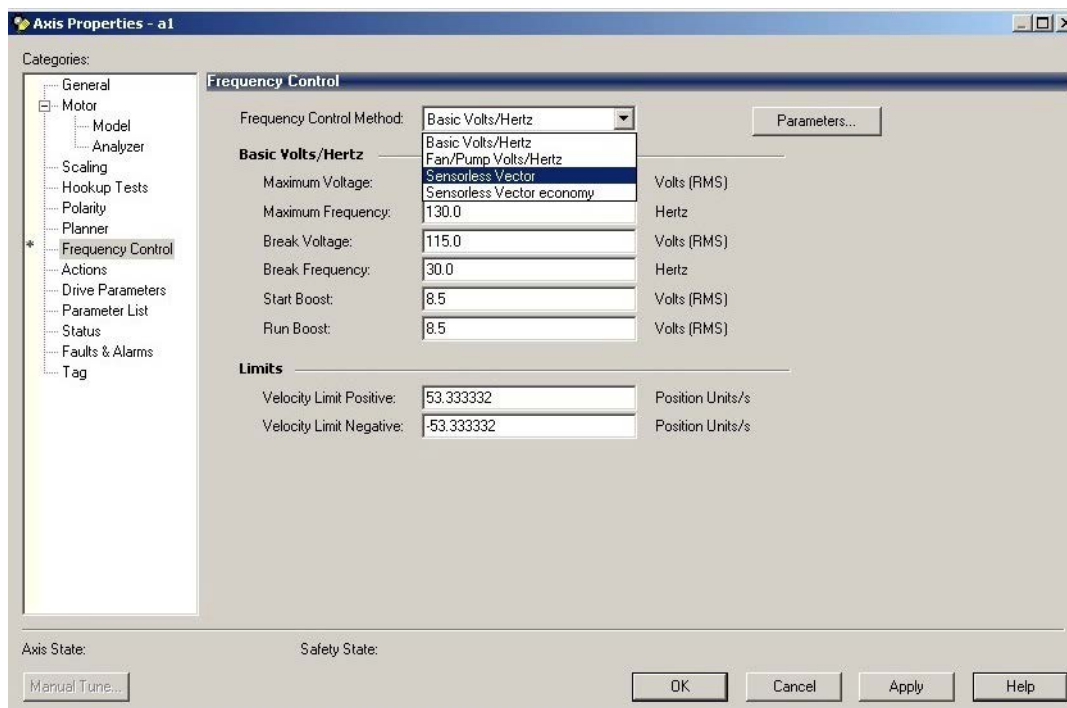 Axis Properties - a1
Categories:
General
Motor
Model
Analyzer
Scaling
Hookup Tests
Polarity
Planner
* Frequency Control
Actions
Drive Parameters
Parameter List
Status
Faults & Alarms
Tag
Frequency Control
Frequency Control Method: Basic Volts/Hertz Parameters...
Basic Volts/Hertz
Fan/Pump Volts/Hertz
Sensorless Vector
Sensorless Vector economy
Basic Volts/Hertz
Maximum Voltage: Volts (RMS)
Maximum Frequency: 130.0 Hertz
Break Voltage: 115.0 Volts (RMS)
Break Frequency: 30.0 Hertz
Start Boost: 8.5 Volts (RMS)
Run Boost: 8.5 Volts (RMS)
Limits
Velocity Limit Positive: 53.333332 Position Units/s
Velocity Limit Negative: -53.333332 Position Units/s
Axis State: Safety State:
Manual Tune... OK Cancel Apply Help